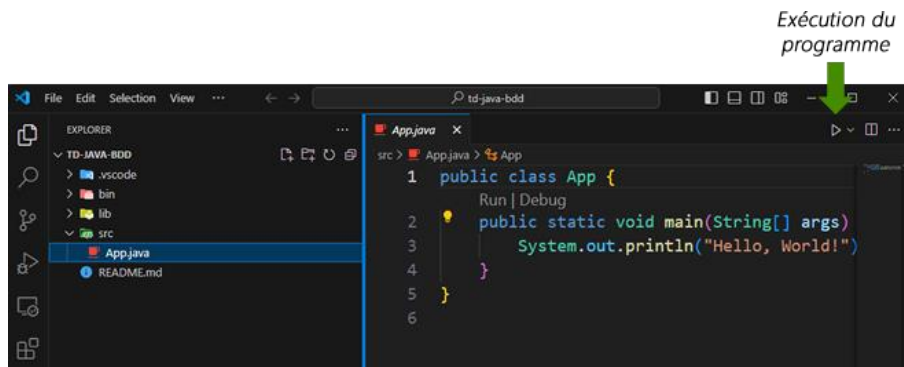 Exécution du
programme
File Edit Selection View ··· td-java-bdd
EXPLORER ···
App.java
TD-JAVA-BDD
src > App.java > App
.vscode
1 public class App {
bin
Run | Debug
lib
2 public static void main(String[] args)
src
3 System.out.println("Hello, World!")
App.java
4 }
README.md
5 }
6